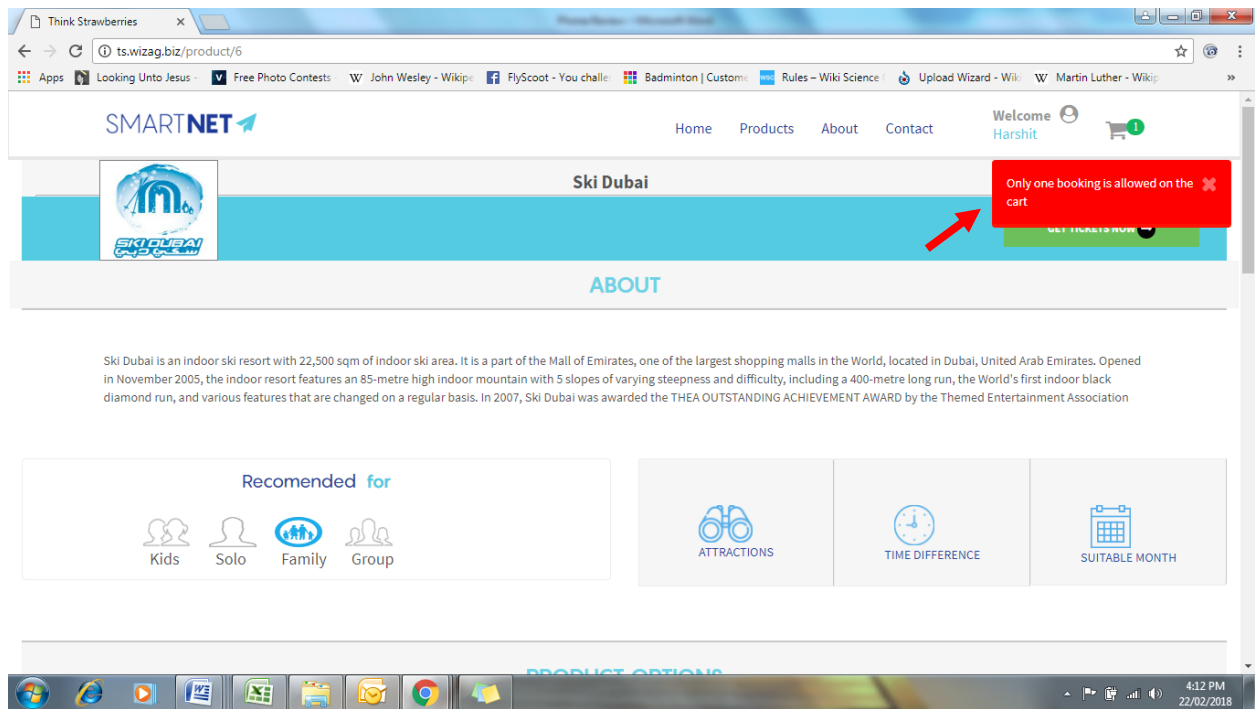 Think Strawberries
ts.wizag.biz/product/6
Apps Looking Unto Jesus - Free Photo Contests - John Wesley - Wikipe FlyScoot - You challe Badminton | Custome Rules – Wiki Science Upload Wizard - Wiki Martin Luther - Wikip »
SMARTNET
Home Products About Contact
Welcome
Harshit
1
Ski Dubai
SKI DUBAI
سكي دبي
Only one booking is allowed on the
cart
GET TICKETS NOW
ABOUT
Ski Dubai is an indoor ski resort with 22,500 sqm of indoor ski area. It is a part of the Mall of Emirates, one of the largest shopping malls in the World, located in Dubai, United Arab Emirates. Opened
in November 2005, the indoor resort features an 85-metre high indoor mountain with 5 slopes of varying steepness and difficulty, including a 400-metre long run, the World's first indoor black
diamond run, and various features that are changed on a regular basis. In 2007, Ski Dubai was awarded the THEA OUTSTANDING ACHIEVEMENT AWARD by the Themed Entertainment Association
Recomended for
Kids Solo Family Group
ATTRACTIONS
TIME DIFFERENCE
SUITABLE MONTH
PRODUCT OPTIONS
4:12 PM
22/02/2018